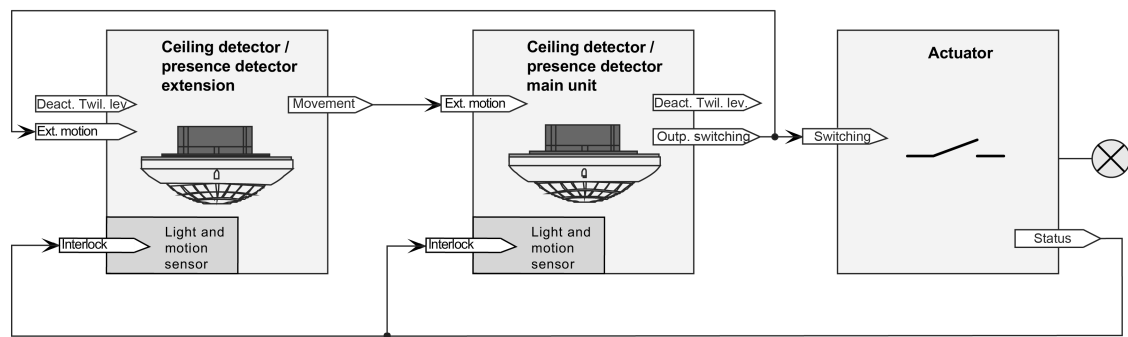 Ceiling detector /
presence detector
extension
Deact. Twil. lev
Ext. motion
Movement
Interlock
Light and
motion
sensor
Ceiling detector /
presence detector
main unit
Ext. motion
Deact. Twil. lev.
Outp. switching
Interlock
Light and
motion
sensor
Actuator
Switching
Status